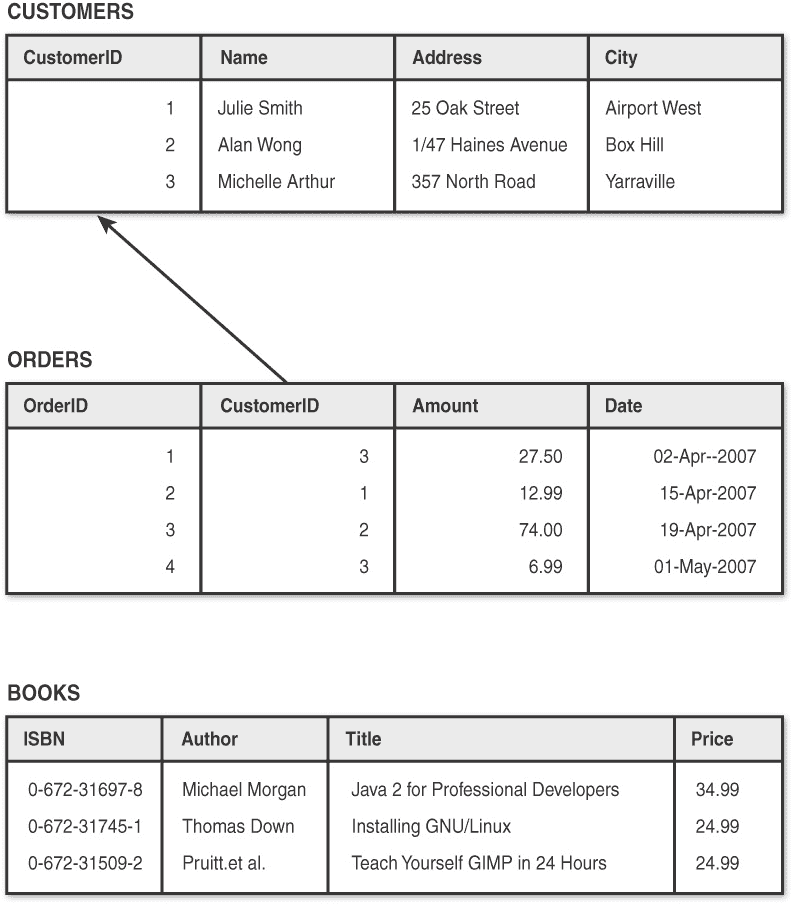 CUSTOMERS
CustomerID Name Address City
1 Julie Smith 25 Oak Street Airport West
2 Alan Wong 1/47 Haines Avenue Box Hill
3 Michelle Arthur 357 North Road Yarraville
ORDERS
OrderID CustomerID Amount Date
1 3 27.50 02-Apr--2007
2 1 12.99 15-Apr-2007
3 2 74.00 19-Apr-2007
4 3 6.99 01-May-2007
BOOKS
ISBN Author Title Price
0-672-31697-8 Michael Morgan Java 2 for Professional Developers 34.99
0-672-31745-1 Thomas Down Installing GNU/Linux 24.99
0-672-31509-2 Pruitt.et al. Teach Yourself GIMP in 24 Hours 24.99